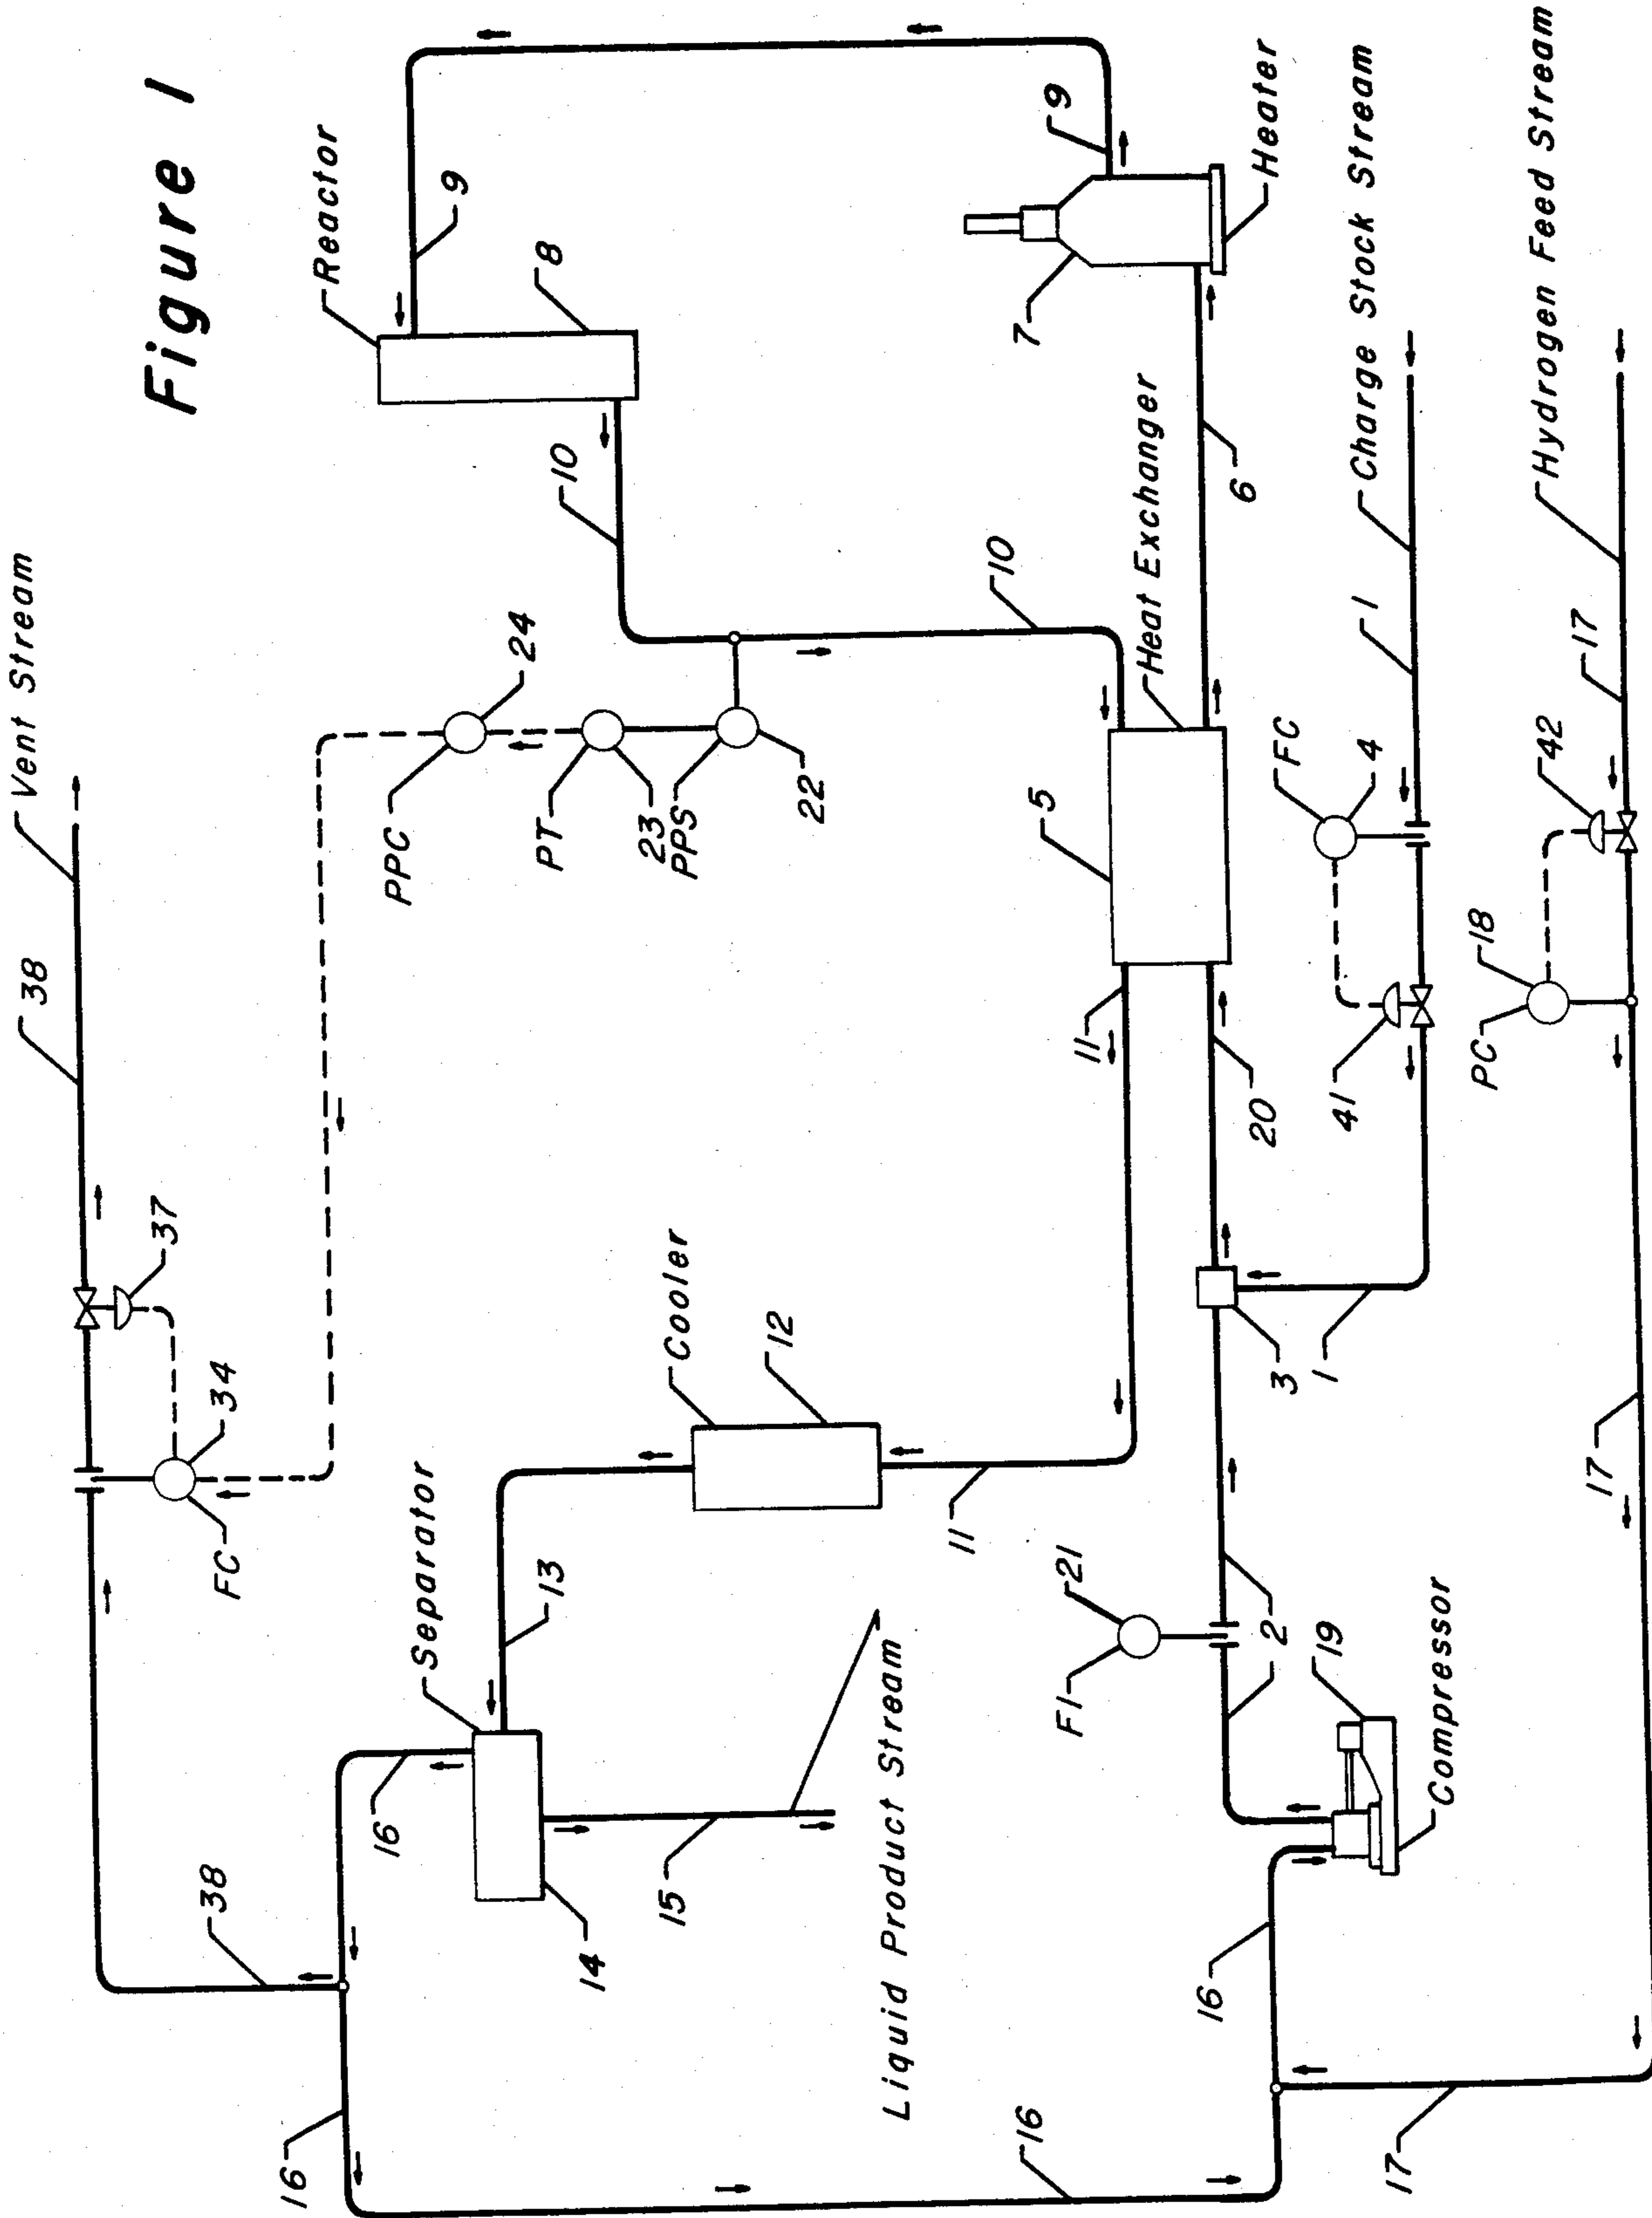 Figure 1
38
Vent Stream
37
34
FC
38
16
16
Reactor
9
8
10
24
PPC
PT
23
PPS
22
10
9
7
Heater
Heat Exchanger
5
6
11
20
Cooler
12
Separator
13
14
15
Liquid Product Stream
11
FC
4
41
1
Charge Stock Stream
3
1
F1
21
2
19
Compressor
16
16
PC
18
42
17
Hydrogen Feed Stream
17
17